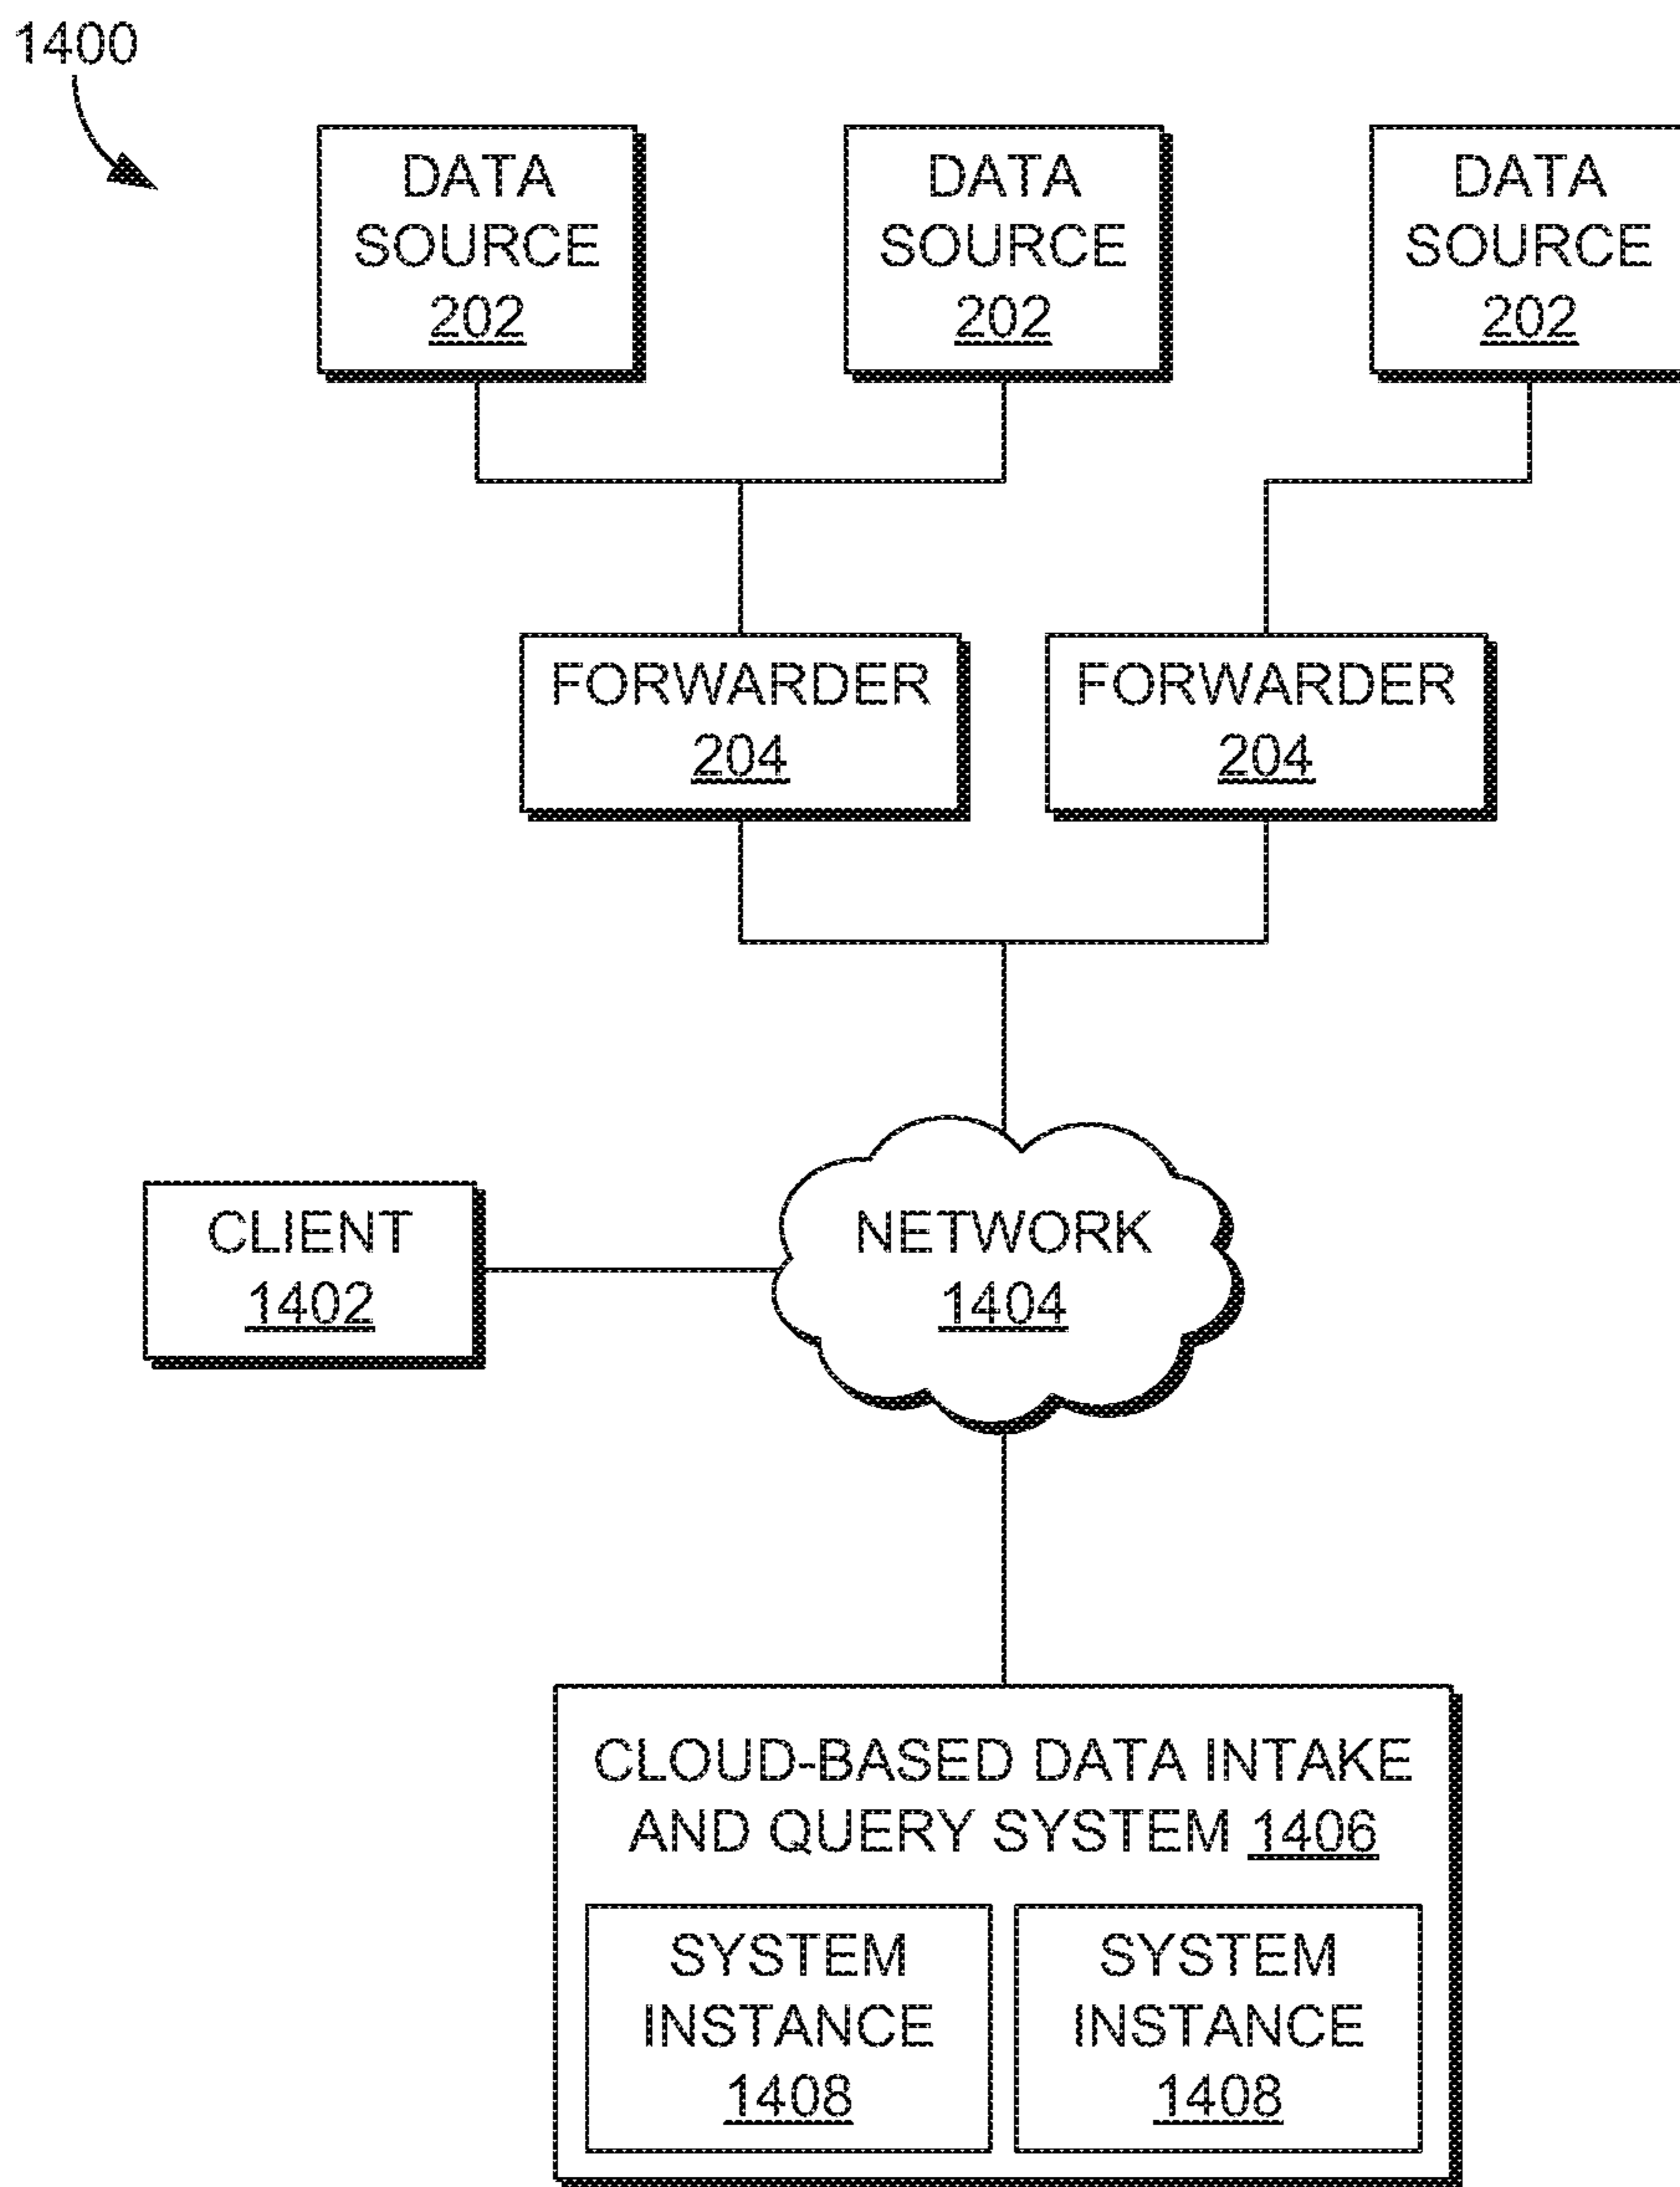 1400
DATA
SOURCE
202
DATA
SOURCE
202
DATA
SOURCE
202
FORWARDER
204
FORWARDER
204
CLIENT
1402
NETWORK
1404
CLOUD-BASED DATA INTAKE
AND QUERY SYSTEM 1406
SYSTEM
INSTANCE
1408
SYSTEM
INSTANCE
1408